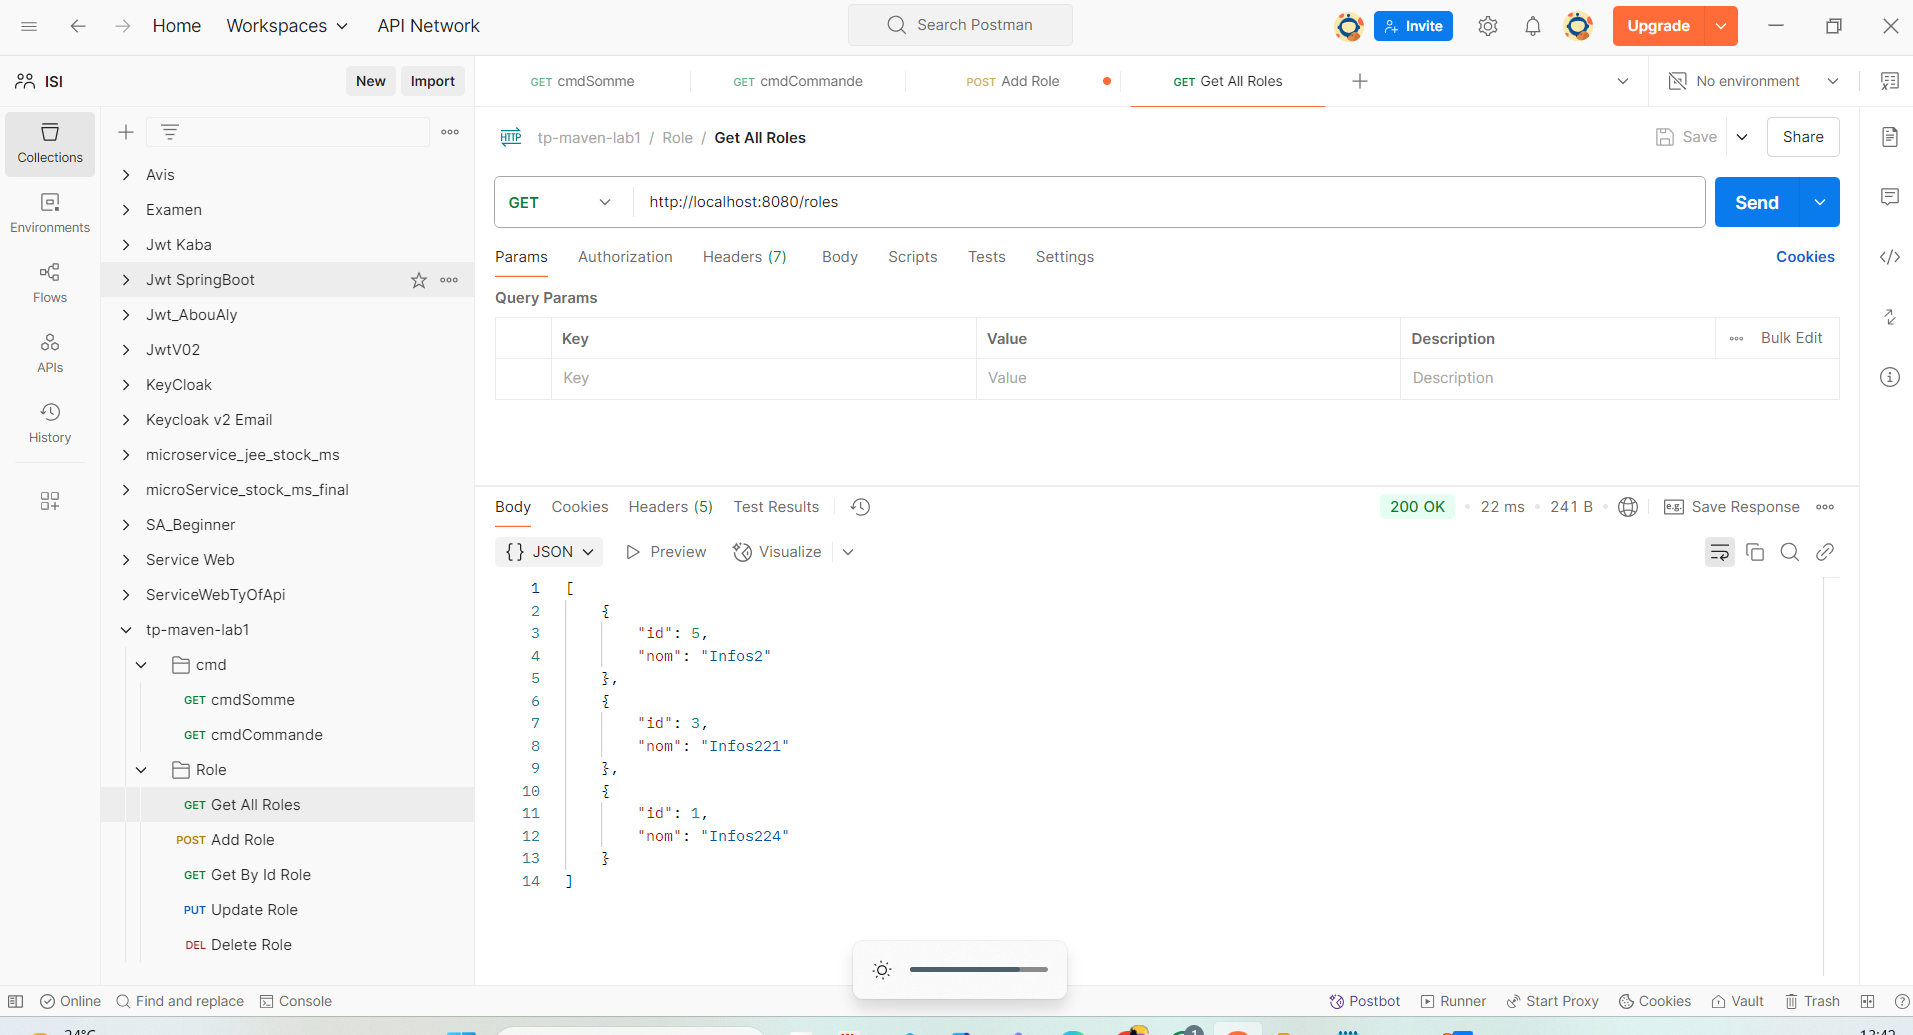 Home
Workspaces
API Network
Search Postman
Invite
Upgrade
ISI
New
Import
GET cmdSomme
GET cmdCommande
POST Add Role
GET Get All Roles
No environment
Collections
Environments
Flows
APIs
History
Avis
Examen
Jwt Kaba
Jwt SpringBoot
Jwt_AbouAly
JwtV02
KeyCloak
Keycloak v2 Email
microservice_jee_stock_ms
microService_stock_ms_final
SA_Beginner
Service Web
ServiceWebTyOfApi
tp-maven-lab1
cmd
GET cmdSomme
GET cmdCommande
Role
GET Get All Roles
POST Add Role
GET Get By Id Role
PUT Update Role
DEL Delete Role
HTTP tp-maven-lab1 / Role / Get All Roles
Save
Share
GET http://localhost:8080/roles
Send
Params Authorization Headers (7) Body Scripts Tests Settings Cookies
Query Params
Key Value Description Bulk Edit
Key Value Description
Body Cookies Headers (5) Test Results
200 OK • 22 ms • 241 B • e.g. Save Response
{} JSON Preview Visualize
1 [
2 {
3 "id": 5,
4 "nom": "Infos2"
5 },
6 {
7 "id": 3,
8 "nom": "Infos221"
9 },
10 {
11 "id": 1,
12 "nom": "Infos224"
13 }
14 ]
Online Find and replace Console
Postbot Runner Start Proxy Cookies Vault Trash
24°C
1
13:42